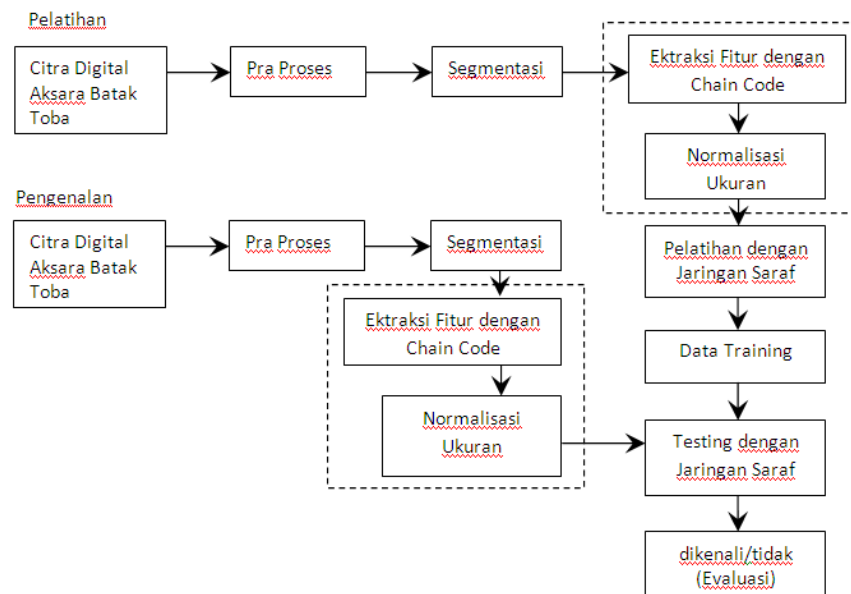 Pelatihan
Citra Digital
Aksara Batak
Toba
Pra Proses
Segmentasi
Ektraksi Fitur dengan
Chain Code
Normalisasi
Ukuran
Pengenalan
Citra Digital
Aksara Batak
Toba
Pra Proses
Segmentasi
Ektraksi Fitur dengan
Chain Code
Normalisasi
Ukuran
Pelatihan dengan
Jaringan Saraf
Data Training
Testing dengan
Jaringan Saraf
dikenali/tidak
(Evaluasi)